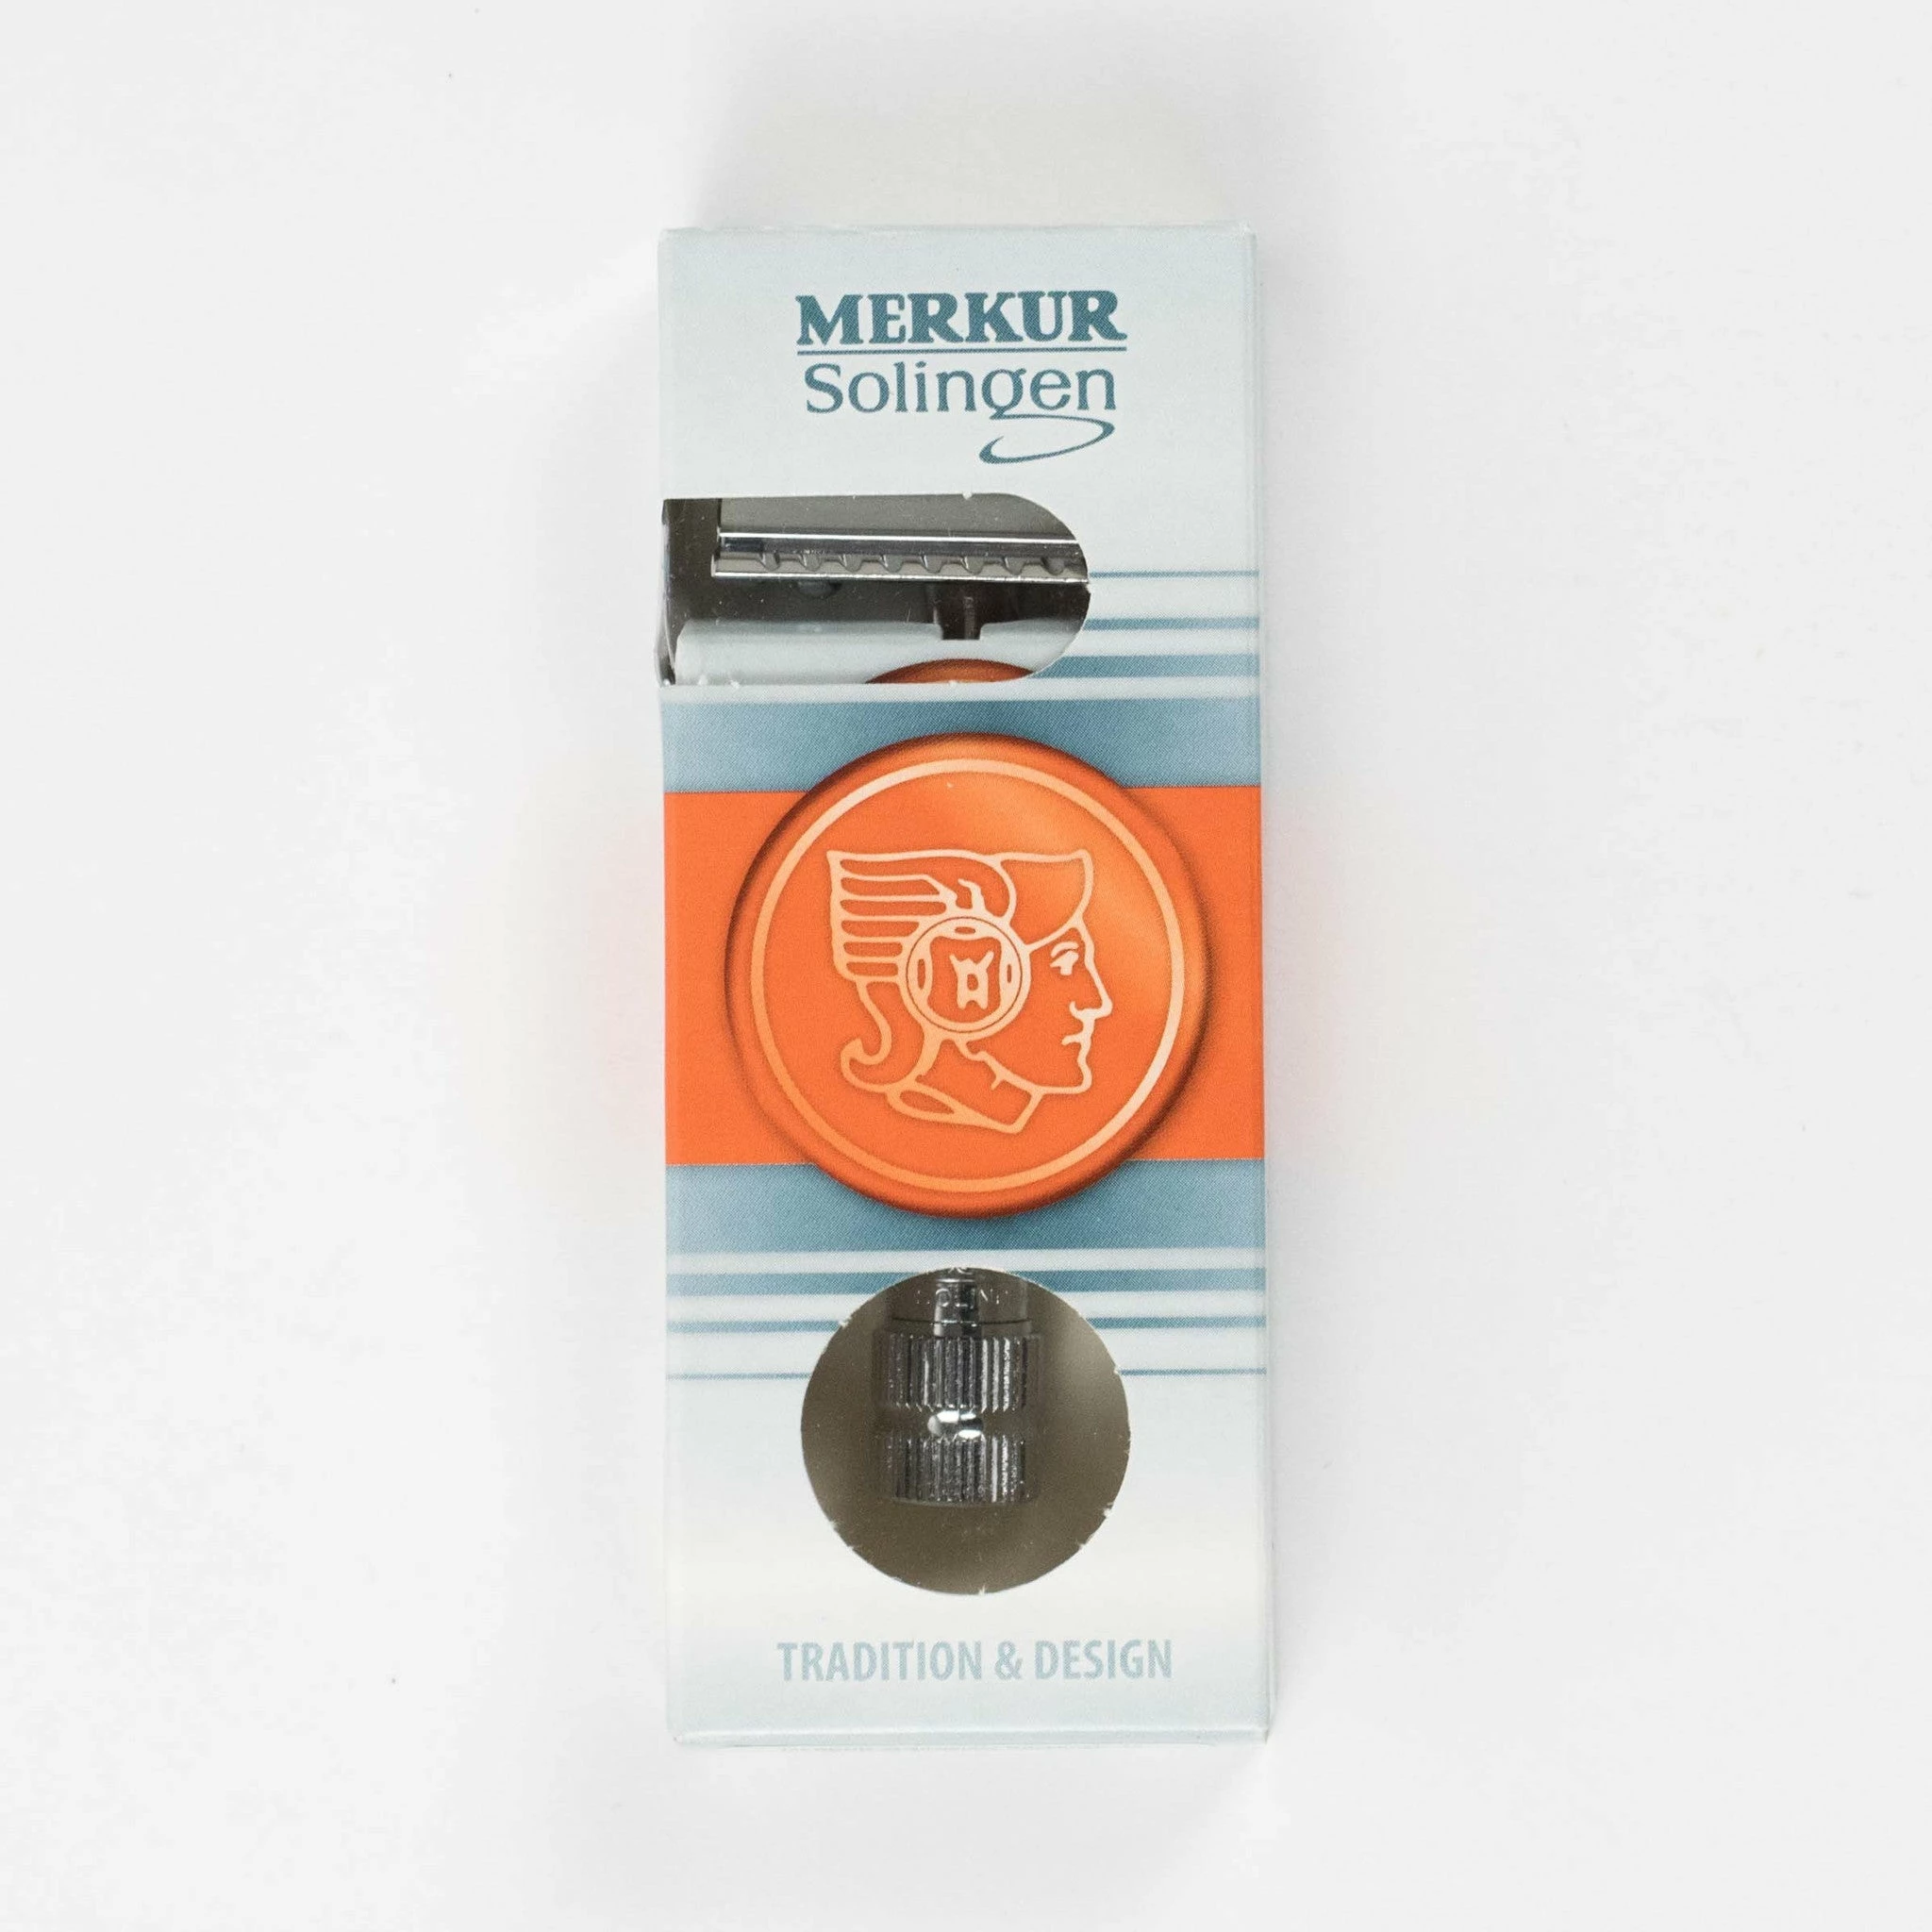 MERKUR
Solingen
TRADITION & DESIGN